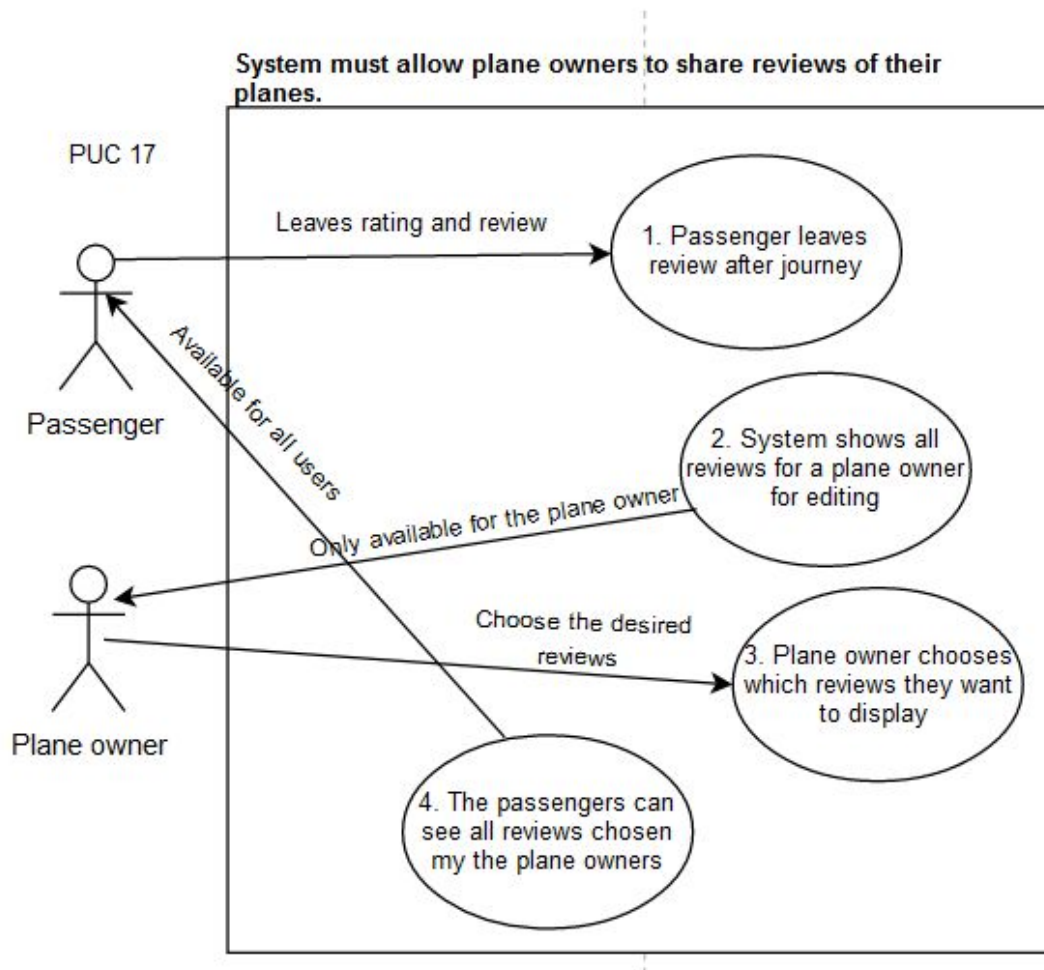 System must allow plane owners to share reviews of their
planes.
PUC 17
Leaves rating and review
1. Passenger leaves
review after journey
Passenger
Available for all users
2. System shows all
reviews for a plane owner
for editing
Only available for the plane owner
Choose the desired
reviews
3. Plane owner chooses
which reviews they want
to display
Plane owner
4. The passengers can
see all reviews chosen
my the plane owners